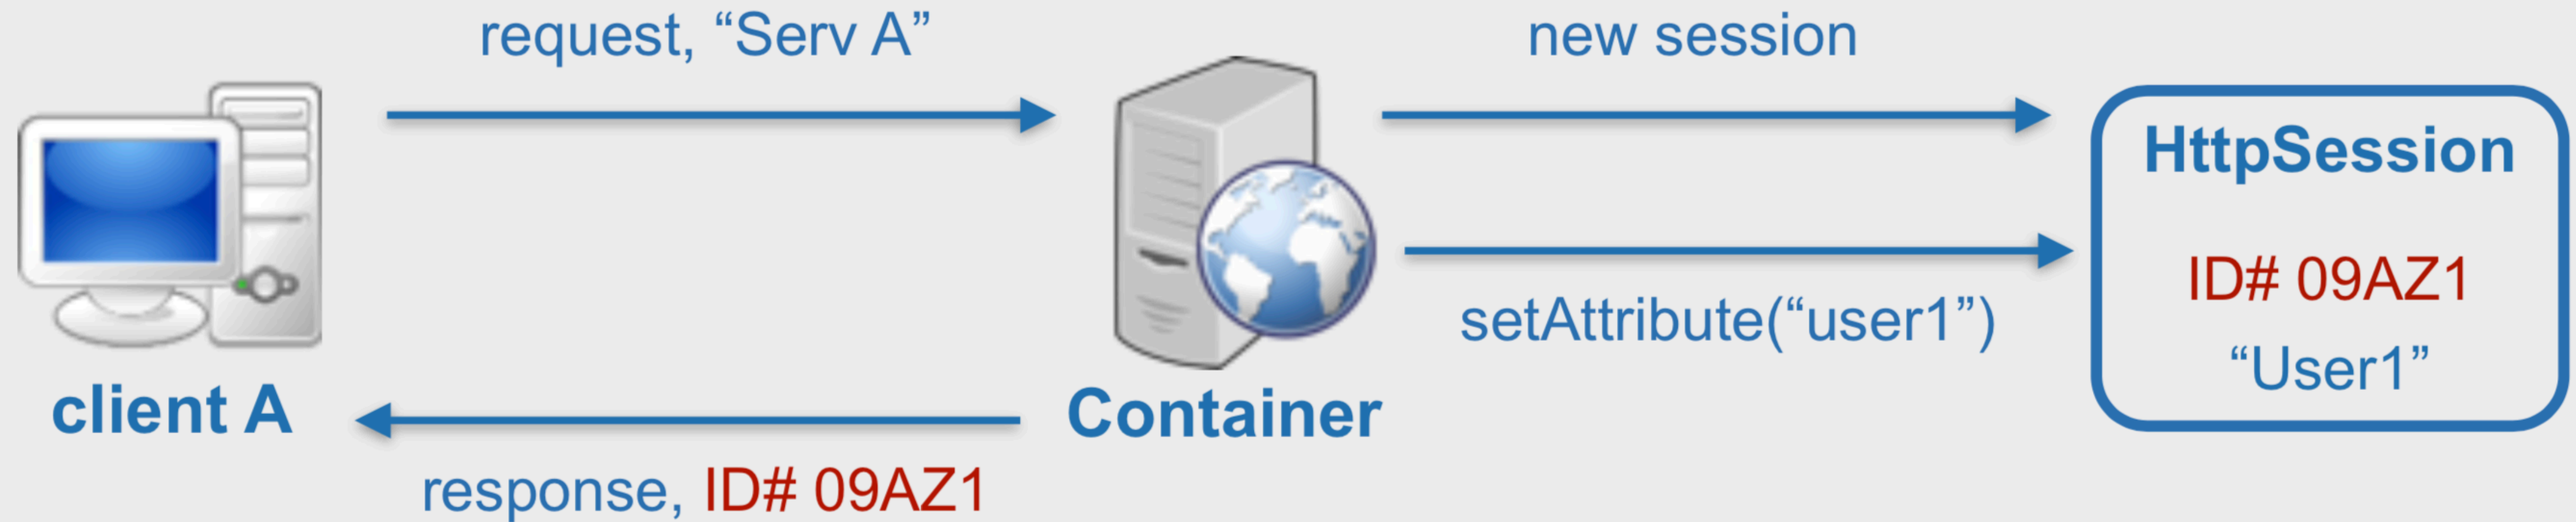 request, “Serv A”
new session
HttpSession
ID# 09AZ1
“User1”
setAttribute(“user1”)
client A
Container
response, ID# 09AZ1